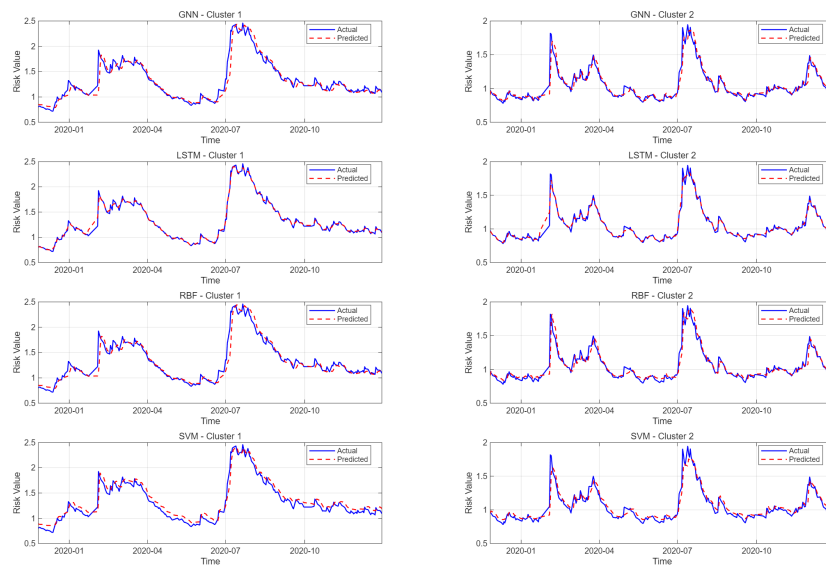 GNN - Cluster 1
2.5
2
1.5
1
0.5
Risk Value
Actual
Predicted
2020-01
2020-04
2020-07
2020-10
Time
GNN - Cluster 2
2
1.5
1
0.5
Risk Value
Actual
Predicted
2020-01
2020-04
2020-07
2020-10
Time
LSTM - Cluster 1
2.5
2
1.5
1
0.5
Risk Value
Actual
Predicted
2020-01
2020-04
2020-07
2020-10
Time
LSTM - Cluster 2
2
1.5
1
0.5
Risk Value
Actual
Predicted
2020-01
2020-04
2020-07
2020-10
Time
RBF - Cluster 1
2.5
2
1.5
1
0.5
Risk Value
Actual
Predicted
2020-01
2020-04
2020-07
2020-10
Time
RBF - Cluster 2
2
1.5
1
0.5
Risk Value
Actual
Predicted
2020-01
2020-04
2020-07
2020-10
Time
SVM - Cluster 1
2.5
2
1.5
1
0.5
Risk Value
Actual
Predicted
2020-01
2020-04
2020-07
2020-10
Time
SVM - Cluster 2
2
1.5
1
0.5
Risk Value
Actual
Predicted
2020-01
2020-04
2020-07
2020-10
Time